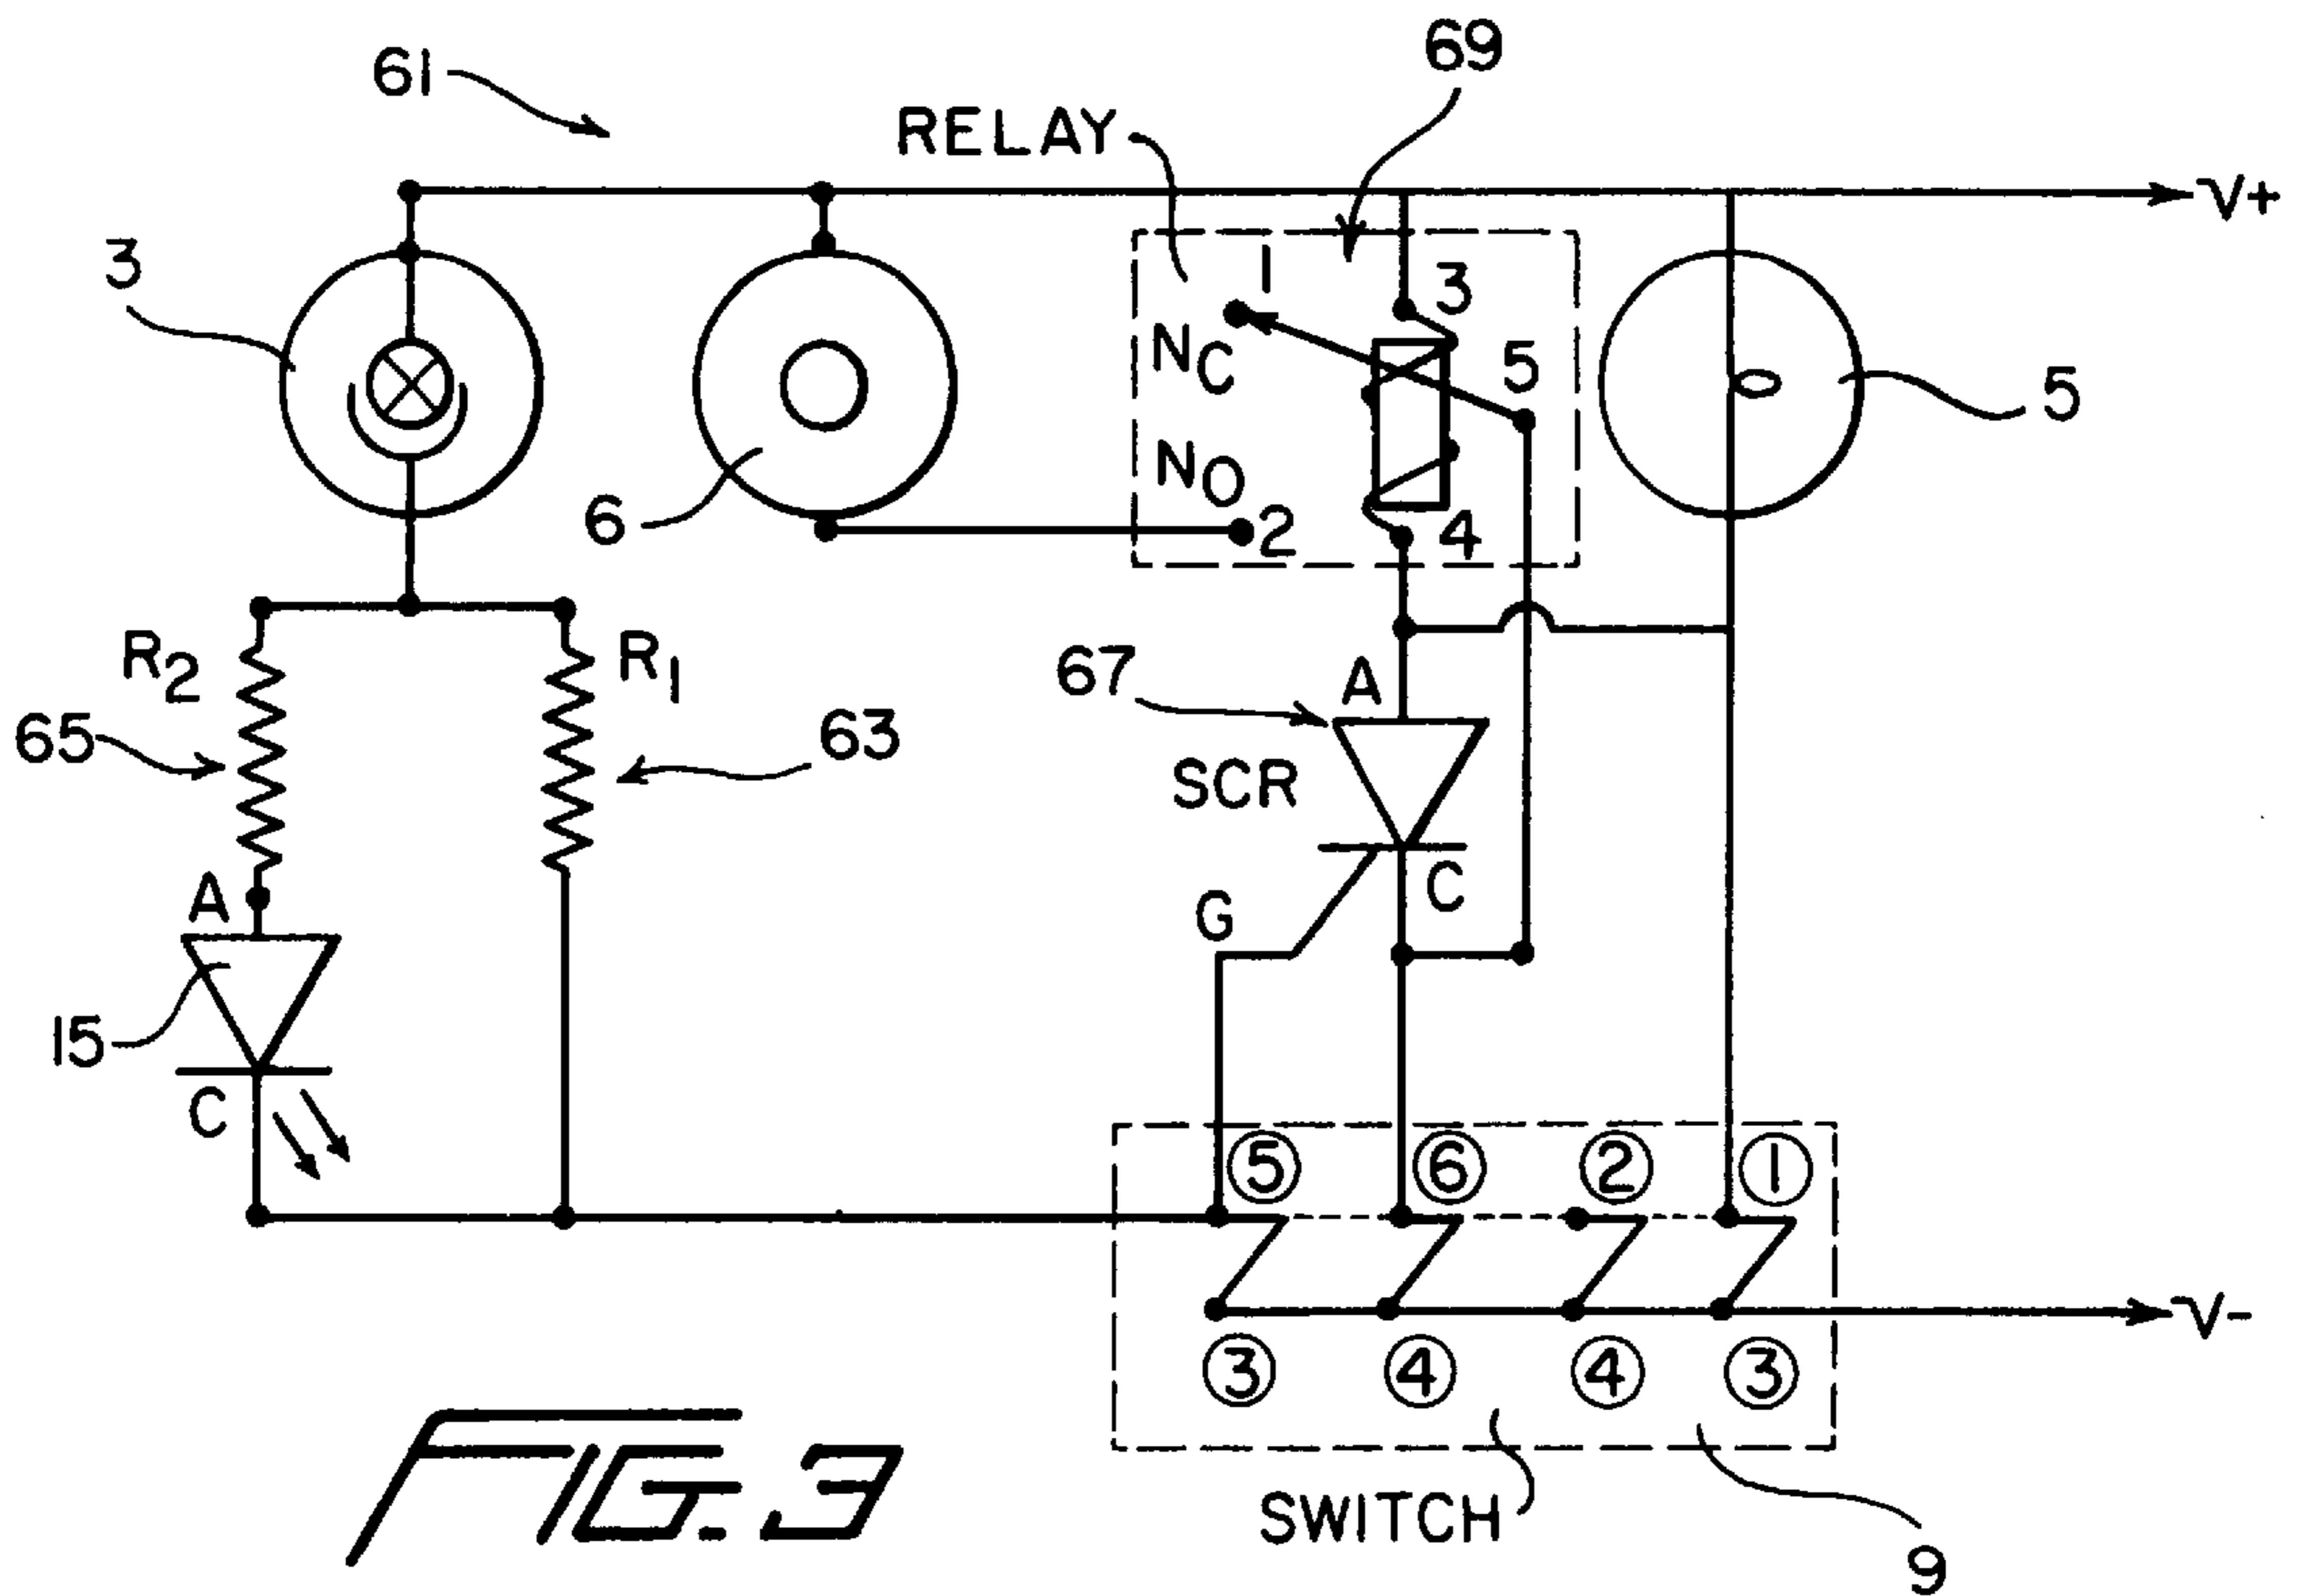 61
69
RELAY
V+
3
1
3
NC
5
5
NO
6
2
4
R2
R1
67
A
65
63
SCR
A
C
G
15
C
⑤ ⑥ ② ①
V-
③ ④ ④ ③
FIG. 3
SWITCH
9